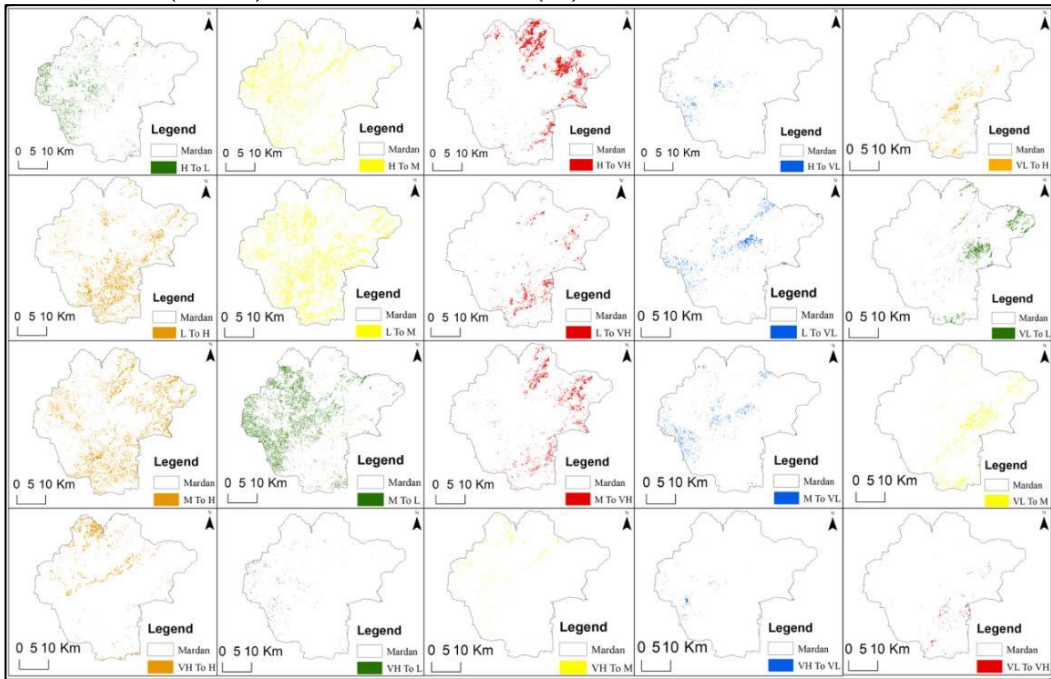 N
Legend
Mardan
0 5 10 Km
H To L
N
Legend
Mardan
0 5 10 Km
H To M
N
Legend
Mardan
0 5 10 Km
H To VH
N
Legend
Mardan
0 5 10 Km
H To VL
N
Legend
Mardan
0 5 10 Km
VL To H
N
Legend
Mardan
0 5 10 Km
L To H
N
Legend
Mardan
0 5 10 Km
L To M
N
Legend
Mardan
0 5 10 Km
L To VH
N
Legend
Mardan
0 5 10 Km
L To VL
N
Legend
Mardan
0 5 10 Km
VL To L
N
Legend
Mardan
0 5 10 Km
M To H
N
Legend
Mardan
0 5 10 Km
M To L
N
Legend
Mardan
0 5 10 Km
M To VH
N
Legend
Mardan
0 5 10 Km
M To VL
N
Legend
Mardan
0 5 10 Km
VL To M
N
Legend
Mardan
0 5 10 Km
VH To H
N
Legend
Mardan
0 5 10 Km
VH To L
N
Legend
Mardan
0 5 10 Km
VH To M
N
Legend
Mardan
0 5 10 Km
VH To VL
N
Legend
Mardan
0 5 10 Km
VL To VH